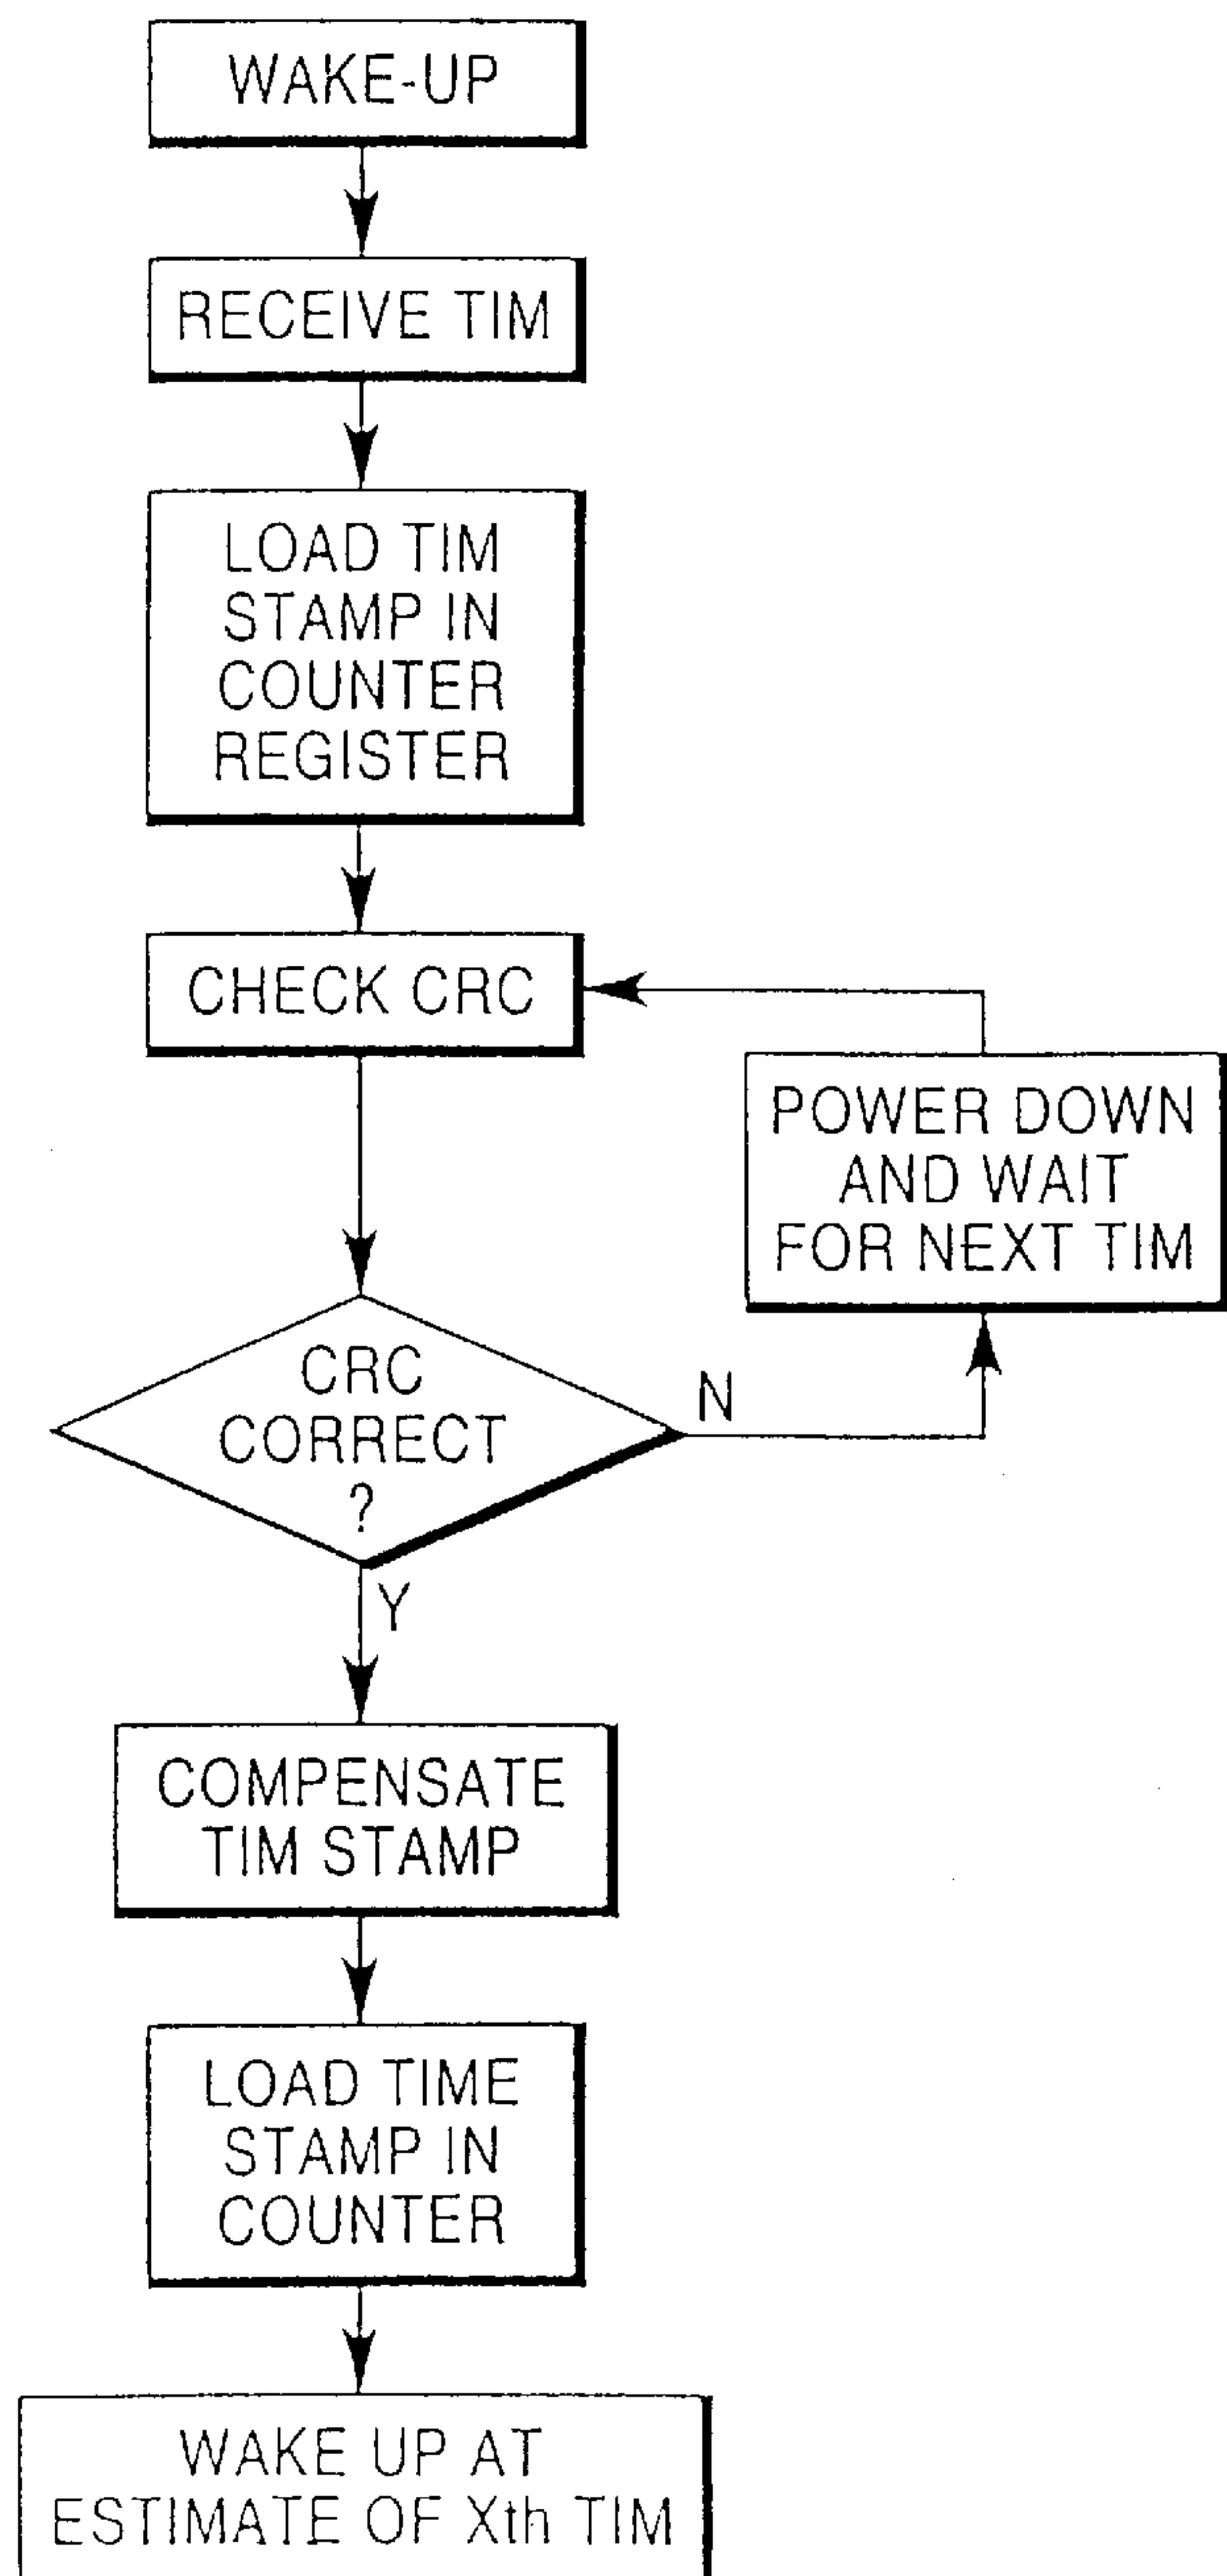 WAKE-UP
RECEIVE TIM
LOAD TIM
STAMP IN
COUNTER
REGISTER
CHECK CRC
POWER DOWN
AND WAIT
FOR NEXT TIM
CRC
CORRECT
?
N
Y
COMPENSATE
TIM STAMP
LOAD TIME
STAMP IN
COUNTER
WAKE UP AT
ESTIMATE OF Xth TIM